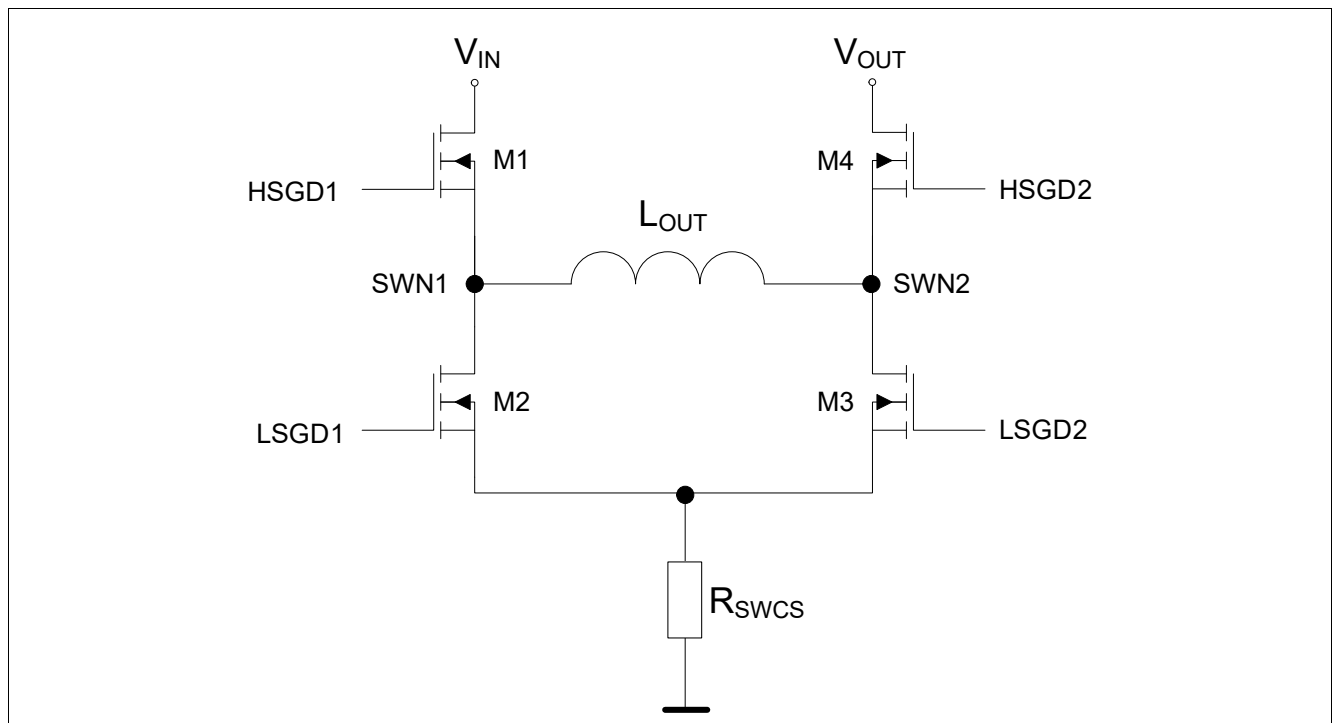 VIN
VOUT
M1
M4
HSGD1
HSGD2
LOUT
SWN1
SWN2
M2
M3
LSGD1
LSGD2
RSWCS